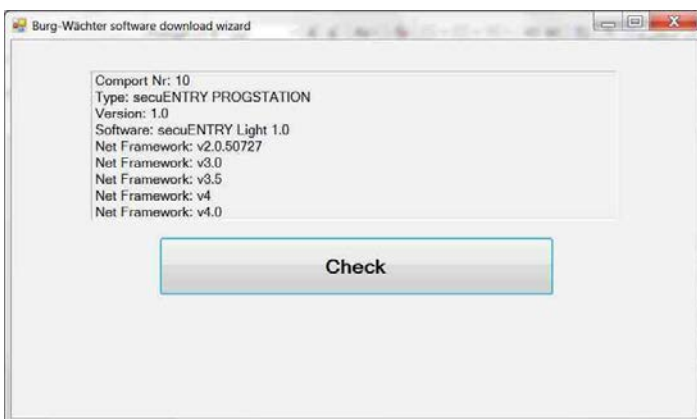 Burg-Wächter software download wizard
Comport Nr: 10
Type: secuENTRY PROGSTATION
Version: 1.0
Software: secuENTRY Light 1.0
Net Framework: v2.0.50727
Net Framework: v3.0
Net Framework: v3.5
Net Framework: v4
Net Framework: v4.0
Check